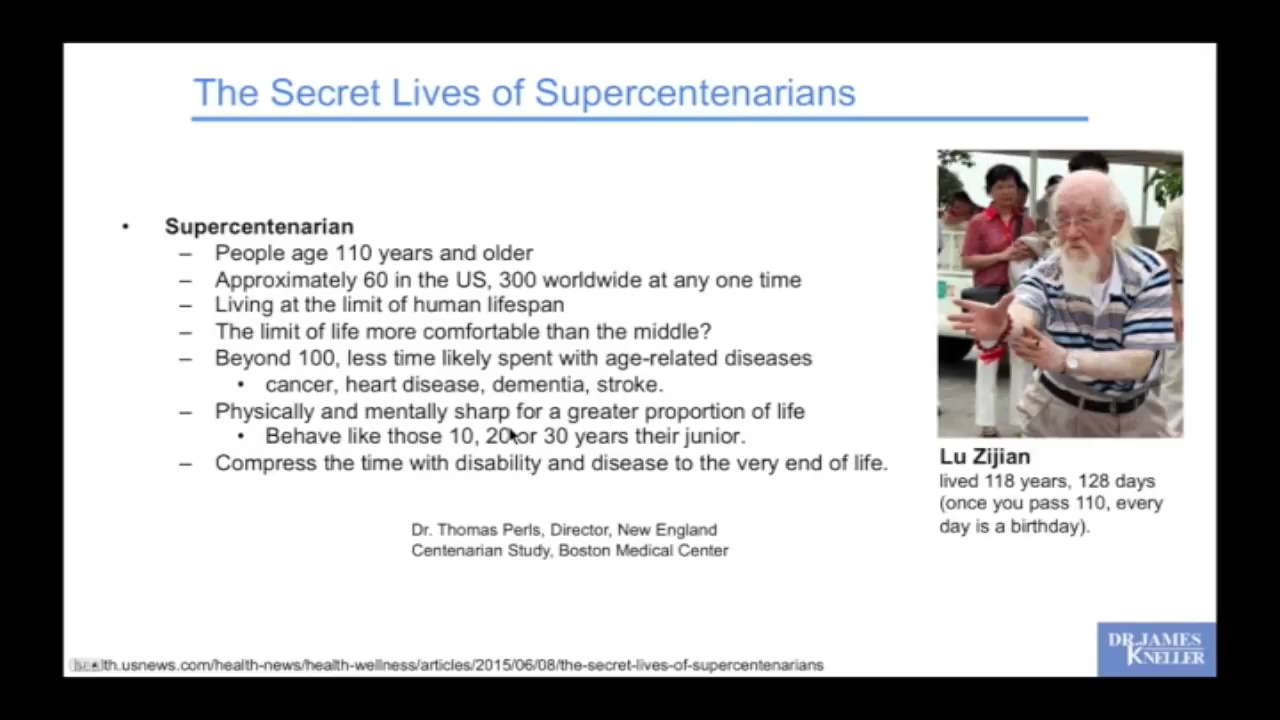 The Secret Lives of Supercentenarians
• Supercentenarian
– People age 110 years and older
– Approximately 60 in the US, 300 worldwide at any one time
– Living at the limit of human lifespan
– The limit of life more comfortable than the middle?
– Beyond 100, less time likely spent with age-related diseases
• cancer, heart disease, dementia, stroke.
– Physically and mentally sharp for a greater proportion of life
• Behave like those 10, 20 or 30 years their junior.
– Compress the time with disability and disease to the very end of life.
Dr. Thomas Perls, Director, New England
Centenarian Study, Boston Medical Center
Lu Zijian
lived 118 years, 128 days
(once you pass 110, every
day is a birthday).
health.usnews.com/health-news/health-wellness/articles/2015/06/08/the-secret-lives-of-supercentenarians
DR.JAMES
KNELLER